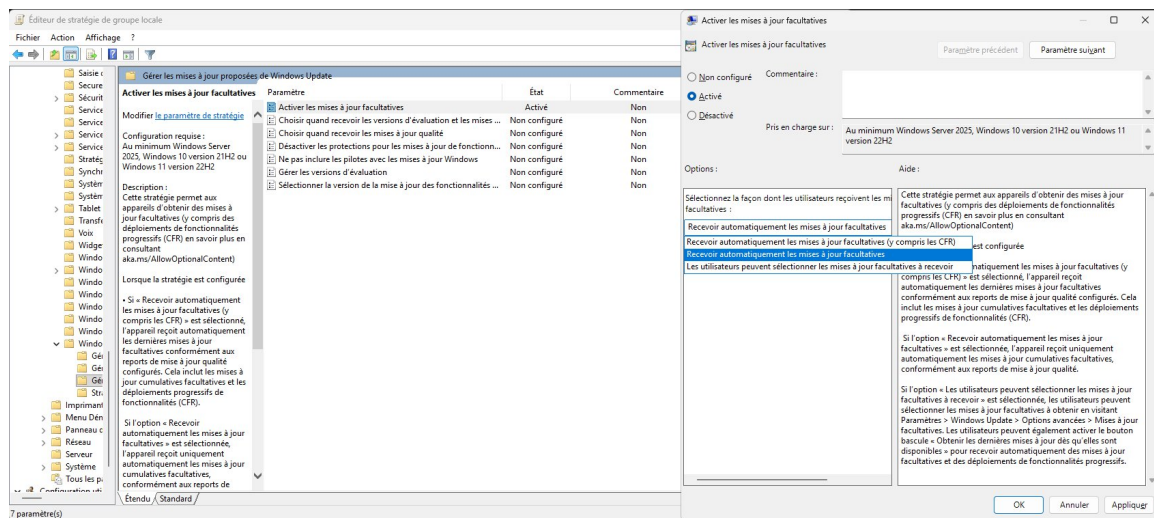 Éditeur de stratégie de groupe locale
Fichier Action Affichage ?
Saisie
Secure
Sécurit
Service
Service
Service
Service
Stratég
Synchr
Systèm
Systèm
Tablet
Transfe
Voix
Widge
Windo
Windo
Windo
Windo
Windo
Windo
Windo
Gér
Gér
Gér
Str
Imprimant
Menu Dén
Panneau c
Réseau
Serveur
Système
Tous les pa
Configuration uti
Gérer les mises à jour proposées de Windows Update
Activer les mises à jour facultatives
Modifier le paramètre de stratégie
Configuration requise :
Au minimum Windows Server
2025, Windows 10 version 21H2 ou
Windows 11 version 22H2
Description :
Cette stratégie permet aux
appareils d'obtenir des mises à
jour facultatives (y compris des
déploiements de fonctionnalités
progressifs (CFR) en savoir plus en
consultant
aka.ms/AllowOptionalContent)
Lorsque la stratégie est configurée
• Si « Recevoir automatiquement
les mises à jour facultatives (y
compris les CFR) » est sélectionné,
l'appareil reçoit automatiquement
les dernières mises à jour
facultatives conformément aux
reports de mise à jour qualité
configurés. Cela inclut les mises à
jour cumulatives facultatives et les
déploiements progressifs de
fonctionnalités (CFR).
Si l'option « Recevoir
automatiquement les mises à jour
facultatives » est sélectionnée,
l'appareil reçoit uniquement
automatiquement les mises à jour
cumulatives facultatives,
conformément aux reports de
Paramètre État Commentaire
Activer les mises à jour facultatives Activé Non
Choisir quand recevoir les versions d'évaluation et les mises ... Non configuré Non
Choisir quand recevoir les mises à jour qualité Non configuré Non
Désactiver les protections pour les mises à jour de fonctionn... Non configuré Non
Ne pas inclure les pilotes avec les mises à jour Windows Non configuré Non
Gérer les versions d'évaluation Non configuré Non
Sélectionner la version de la mise à jour des fonctionnalités ... Non configuré Non
Étendu Standard
7 paramètre(s)
Activer les mises à jour facultatives
Activer les mises à jour facultatives
Paramètre précédent Paramètre suivant
Non configuré
Activé
Désactivé
Commentaire :
Pris en charge sur :
Au minimum Windows Server 2025, Windows 10 version 21H2 ou Windows 11
version 22H2
Options :
Sélectionnez la façon dont les utilisateurs reçoivent les mi
facultatives :
Recevoir automatiquement les mises à jour facultatives
Recevoir automatiquement les mises à jour facultatives (y compris les CFR)
Recevoir automatiquement les mises à jour facultatives
Les utilisateurs peuvent sélectionner les mises à jour facultatives à recevoir
Aide :
Cette stratégie permet aux appareils d'obtenir des mises à jour
facultatives (y compris des déploiements de fonctionnalités
progressifs (CFR) en savoir plus en consultant
aka.ms/AllowOptionalContent)
est configurée
matiquement les mises à jour facultatives (y
compris les CFR) » est sélectionné, l'appareil reçoit
automatiquement les dernières mises à jour facultatives
conformément aux reports de mise à jour qualité configurés. Cela
inclut les mises à jour cumulatives facultatives et les déploiements
progressifs de fonctionnalités (CFR).
Si l'option « Recevoir automatiquement les mises à jour
facultatives » est sélectionnée, l'appareil reçoit uniquement
automatiquement les mises à jour cumulatives facultatives,
conformément aux reports de mise à jour qualité.
Si l'option « Les utilisateurs peuvent sélectionner les mises à jour
facultatives à recevoir » est sélectionnée, les utilisateurs peuvent
sélectionner les mises à jour facultatives à obtenir en visitant
Paramètres > Windows Update > Options avancées > Mises à jour
facultatives. Les utilisateurs peuvent également activer le bouton
bascule « Obtenir les dernières mises à jour dès qu'elles sont
disponibles » pour recevoir automatiquement des mises à jour
facultatives et des déploiements de fonctionnalités progressifs.
OK Annuler Appliquer